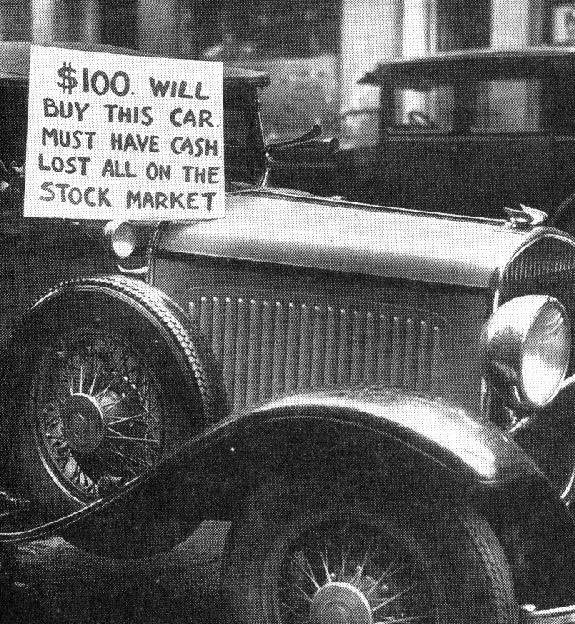 $100. WILL
BUY THIS CAR.
MUST HAVE CASH
LOST ALL ON THE
STOCK MARKET